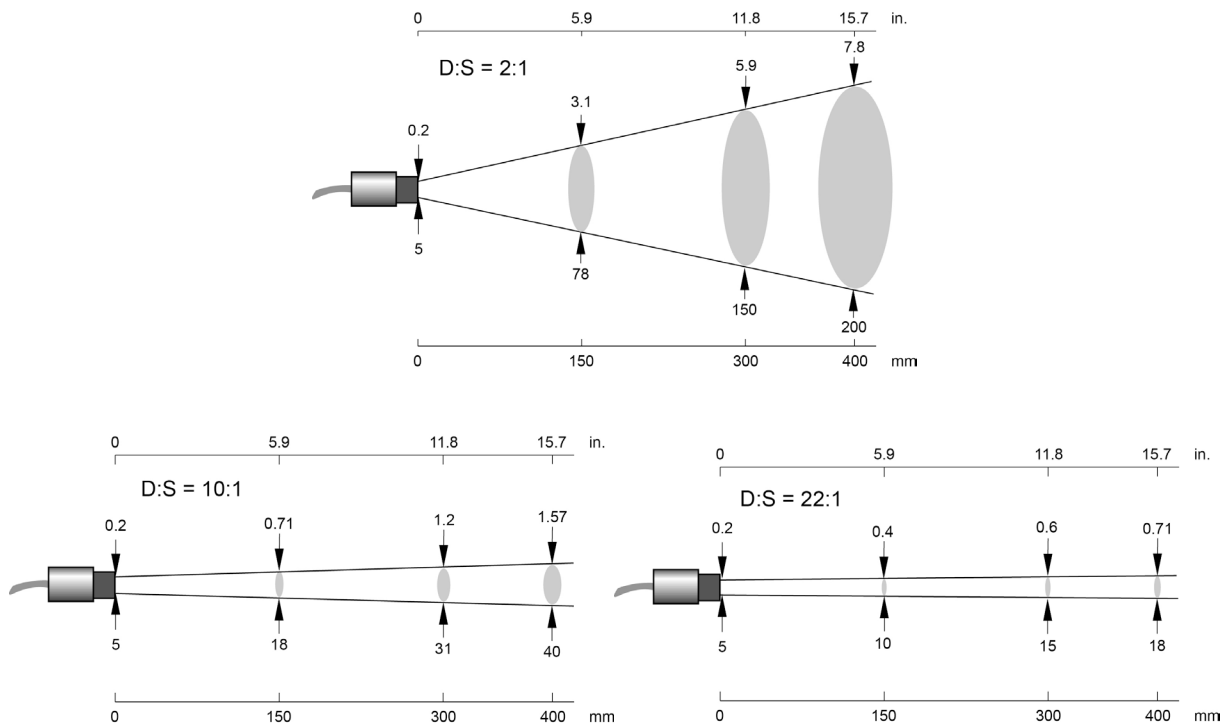 0 5.9 11.8 15.7 in.
7.8
D:S = 2:1
5.9
3.1
0.2
5
78
150
200
0 150 300 400 mm
0 5.9 11.8 15.7 in.
D:S = 10:1
0.2 0.71 1.2 1.57
5 18 31 40
0 150 300 400 mm
0 5.9 11.8 15.7 in.
D:S = 22:1
0.2 0.4 0.6 0.71
5 10 15 18
0 150 300 400 mm